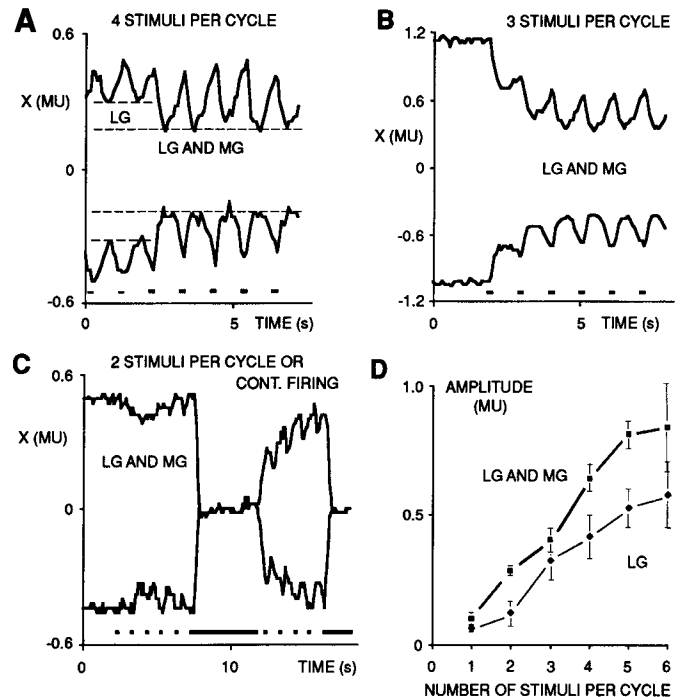 A
4 STIMULI PER CYCLE
0.6
X (MU)
LG
LG AND MG
0
-0.6
0
5
TIME (s)
B
3 STIMULI PER CYCLE
1.2
0.6
X (MU)
0
LG AND MG
-0.6
-1.2
0
5
TIME (s)
C
2 STIMULI PER CYCLE OR
CONT. FIRING
0.6
X (MU)
LG AND MG
0
-0.6
0
10
TIME (s)
D
1.0
AMPLITUDE
(MU)
LG AND MG
0.5
LG
0
0 1 2 3 4 5 6
NUMBER OF STIMULI PER CYCLE